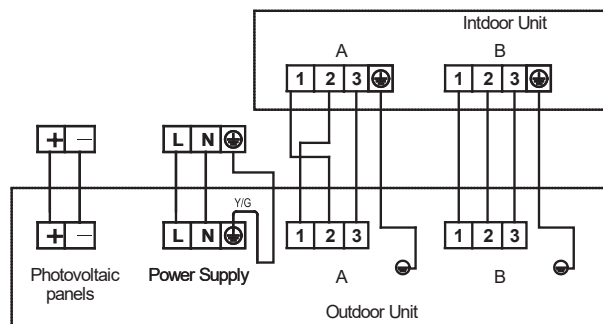 Intdoor Unit
A B
1 2 3 1 2 3
+ — L N
Y/G
+ — L N 1 2 3 1 2 3
Photovoltaic panels
Power Supply
A B
Outdoor Unit